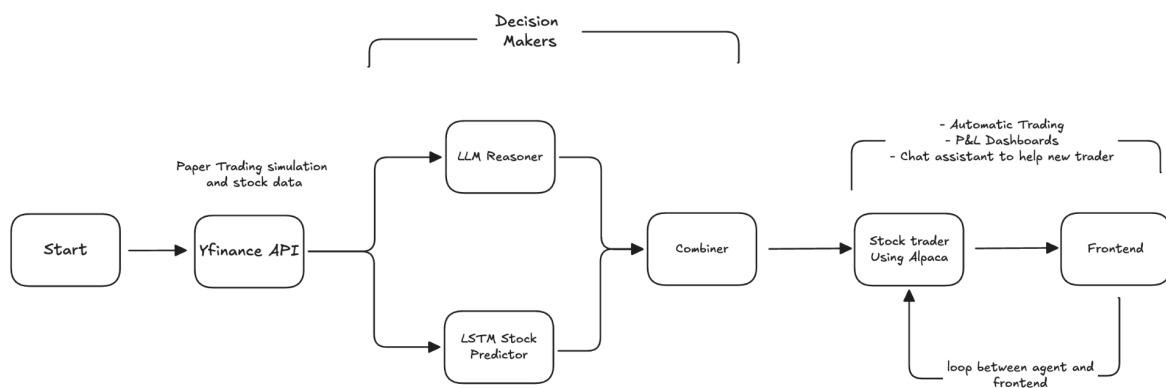 Decision
Makers
- Automatic Trading
- P&L Dashboards
- Chat assistant to help new trader
LLM Reasoner
Paper Trading simulation
and stock data
Start
Yfinance API
Combiner
Stock trader
Using Alpaca
Frontend
LSTM Stock
Predictor
loop between agent and
frontend